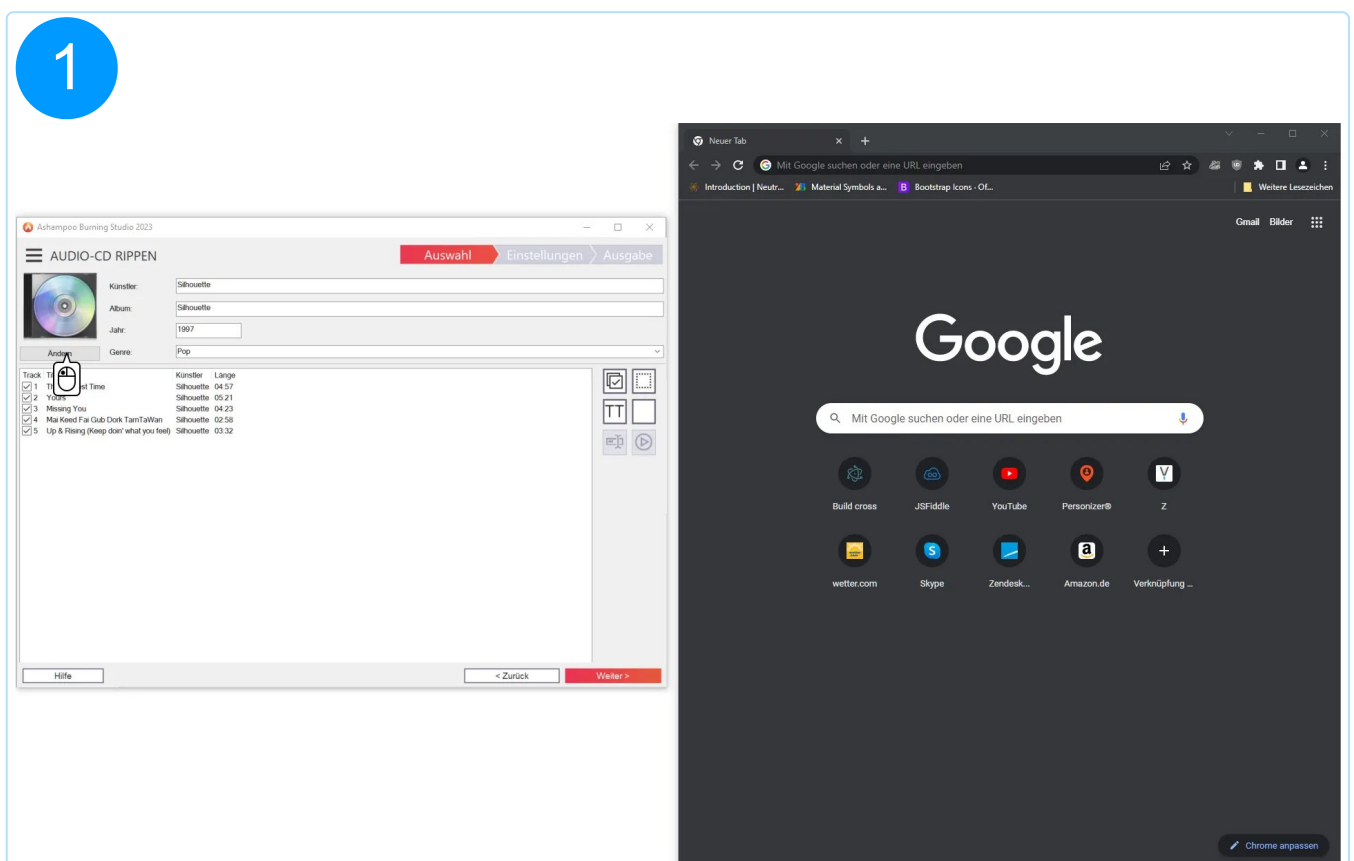 1
Neuer Tab
Mit Google suchen oder eine URL eingeben
Introduction | Neutr...
Material Symbols a...
B Bootstrap Icons · Of...
Weitere Lesezeichen
Gmail Bilder
Google
Mit Google suchen oder eine URL eingeben
Build cross
JSFiddle
YouTube
Personizer®
Z
wetter.com
Skype
Zendesk...
Amazon.de
Verknüpfung ...
Chrome anpassen
Ashampoo Burning Studio 2023
AUDIO-CD RIPPEN
Auswahl Einstellungen Ausgabe
Künstler: Silhouette
Album: Silhouette
Jahr: 1997
Ändern
Genre: Pop
Track Künstler Länge
1 st Time Silhouette 04:57
2 Yours Silhouette 05:21
3 Missing You Silhouette 04:23
4 Mai Keed Fai Gub Dork TarnTaWan Silhouette 02:58
5 Up & Rising (Keep doin' what you feel) Silhouette 03:32
TT
Hilfe
< Zurück
Weiter >